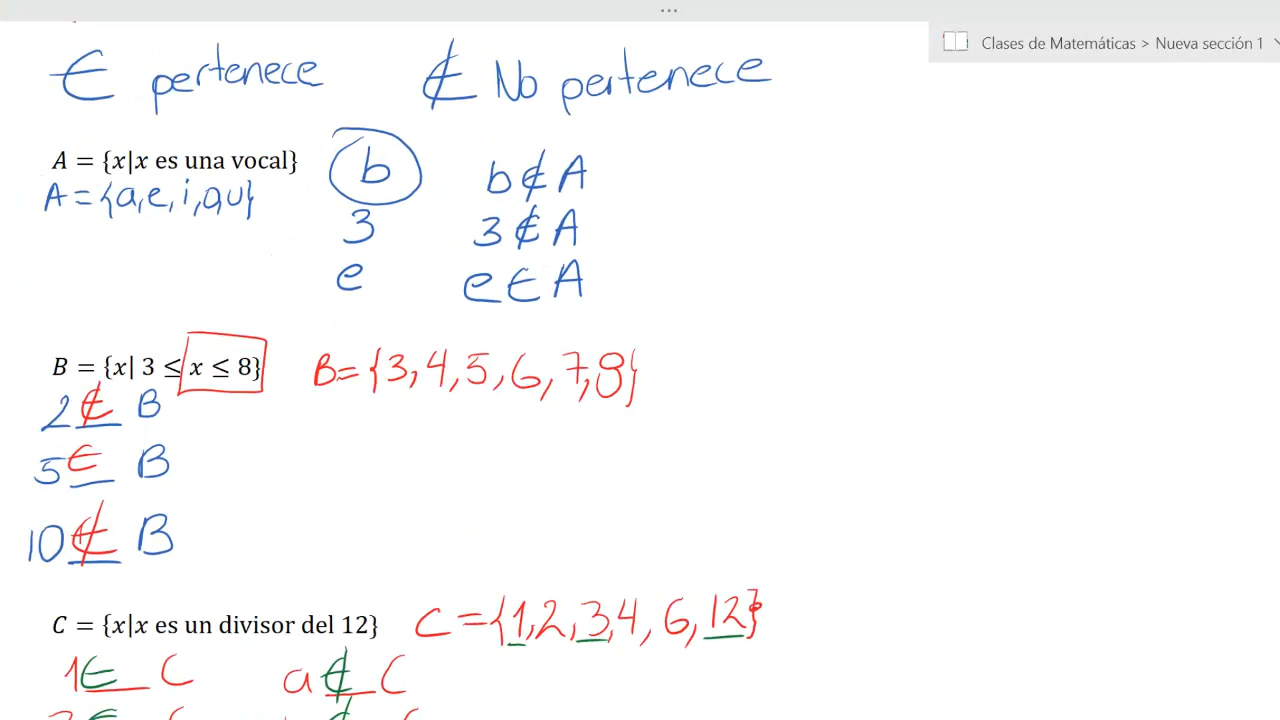 Clases de Matemáticas > Nueva sección 1
∈ pertenece ∉ No pertenece
A = {x|x es una vocal} b b ∉ A
A = {a, e, i, o, u} 3 3 ∉ A
e e ∈ A
B = {x| 3 ≤ x ≤ 8} B = {3, 4, 5, 6, 7, 8}
2 ∉ B
5 ∈ B
10 ∉ B
C = {x|x es un divisor del 12} C = {1, 2, 3, 4, 6, 12}
1 ∈ C a ∉ C